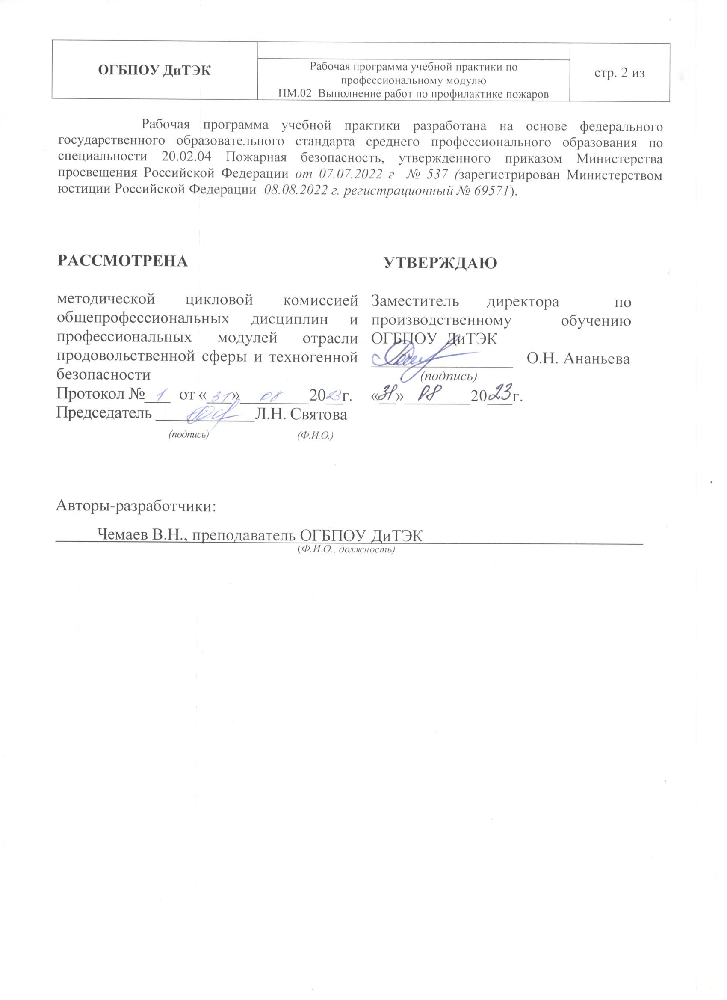 ОГБПОУ ДиТЭК
Рабочая программа учебной практики по
профессиональному модулю
ПМ.02 Выполнение работ по профилактике пожаров
стр. 2 из
Рабочая программа учебной практики разработана на основе федерального
государственного образовательного стандарта среднего профессионального образования по
специальности 20.02.04 Пожарная безопасность, утвержденного приказом Министерства
просвещения Российской Федерации от 07.07.2022 г № 537 (зарегистрирован Министерством
юстиции Российской Федерации 08.08.2022 г. регистрационный № 69571).
РАССМОТРЕНА
методической цикловой комиссией
общепрофессиональных дисциплин и
профессиональных модулей отрасли
продовольственной сферы и техногенной
безопасности
Протокол № 1 от «31» 08 2023г.
Председатель ____________Л.Н. Святова
(подпись) (Ф.И.О.)
УТВЕРЖДАЮ
Заместитель директора по
производственному обучению
ОГБПОУ ДиТЭК
_________________ О.Н. Ананьева
(подпись)
«31» 08 2023г.
Авторы-разработчики:
Чемаев В.Н., преподаватель ОГБПОУ ДиТЭК
(Ф.И.О., должность)